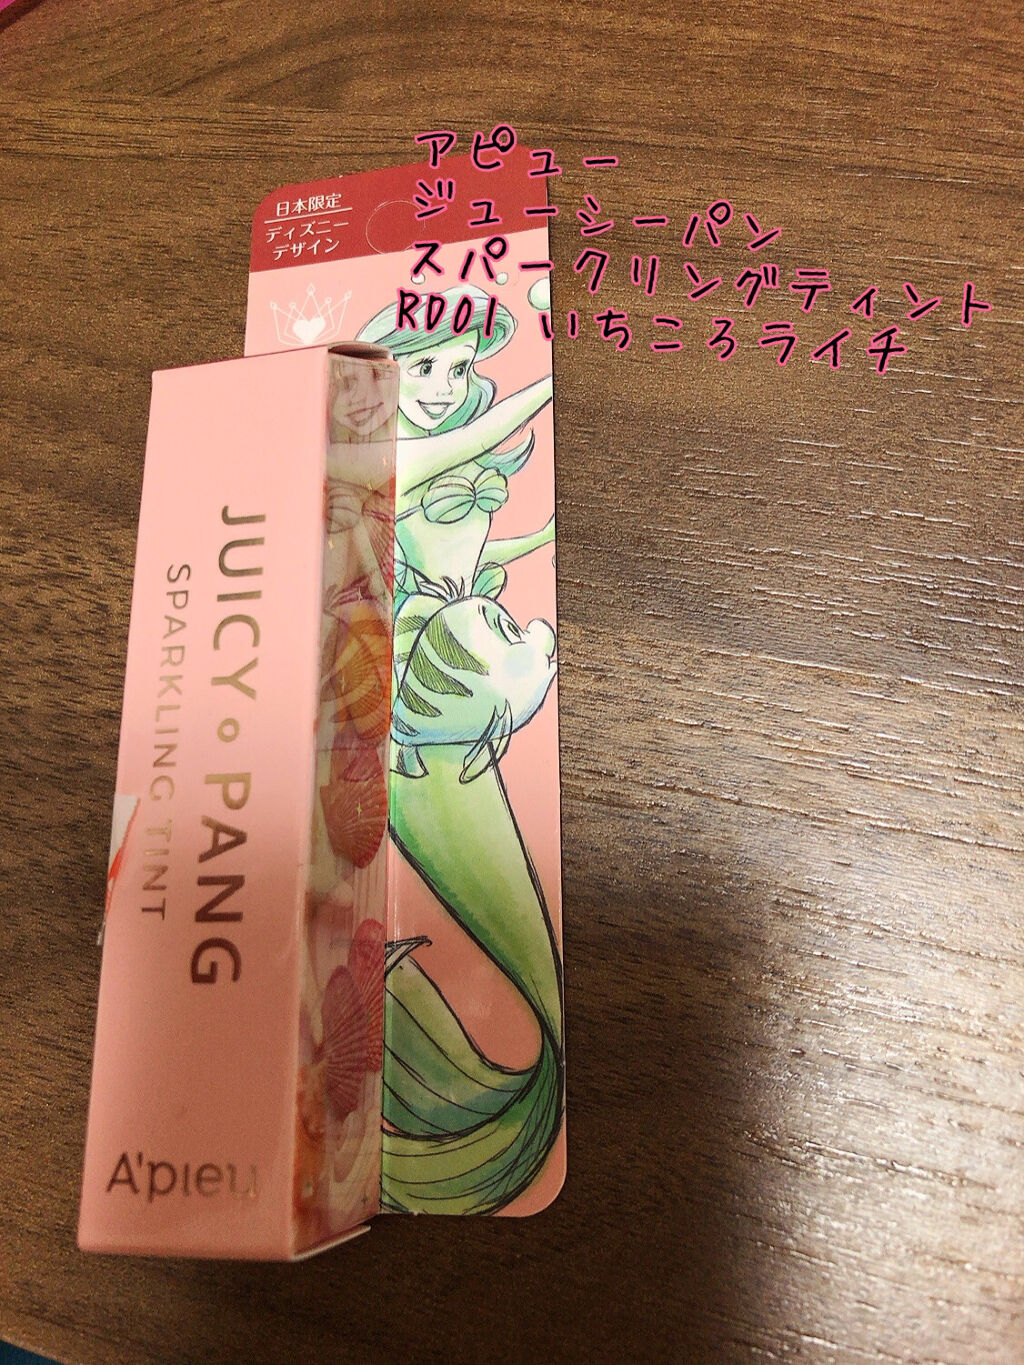 アピュー
ジューシーパン
スパークリングティント
RD01 いちころライチ
日本限定
ディズニー
デザイン
JUICY PANG
SPARKLING TINT
A'pieu